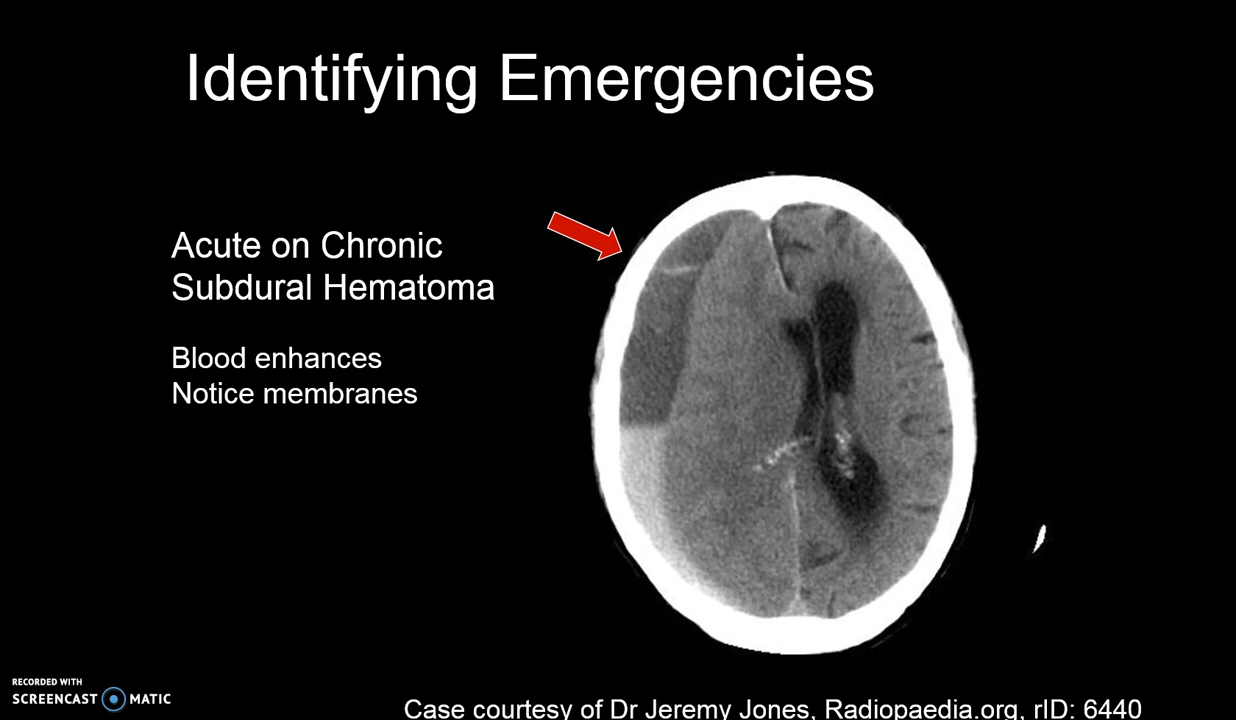 Identifying Emergencies
Acute on Chronic
Subdural Hematoma
Blood enhances
Notice membranes
RECORDED WITH
SCREENCAST MATIC
Case courtesy of Dr Jeremy Jones, Radiopaedia.org, rID: 6440